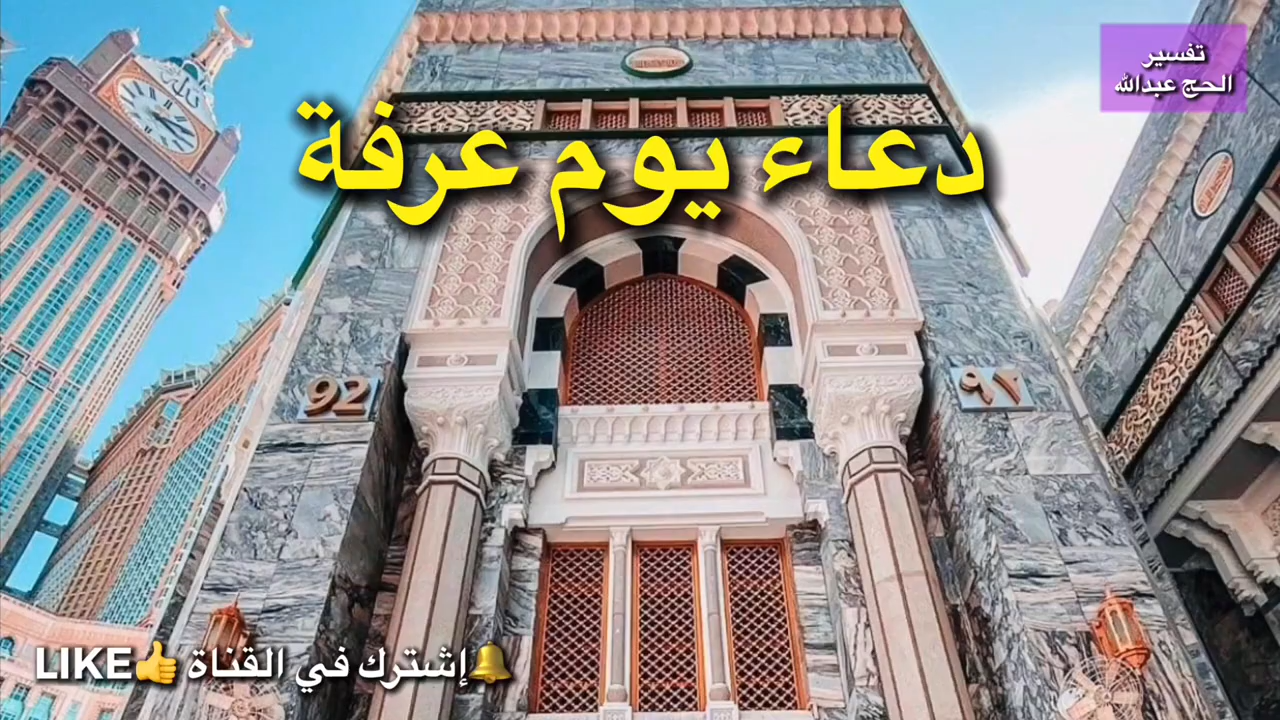 تفسير
الحج عبدالله
دعاء يوم عرفة
92
٩٢
🔔إشترك في القناة 👍LIKE